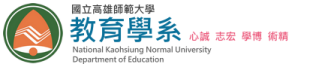 國立高雄師範大學
教育學系 心誠 志宏 學博 術精
National Kaohsiung Normal University
Department of Education